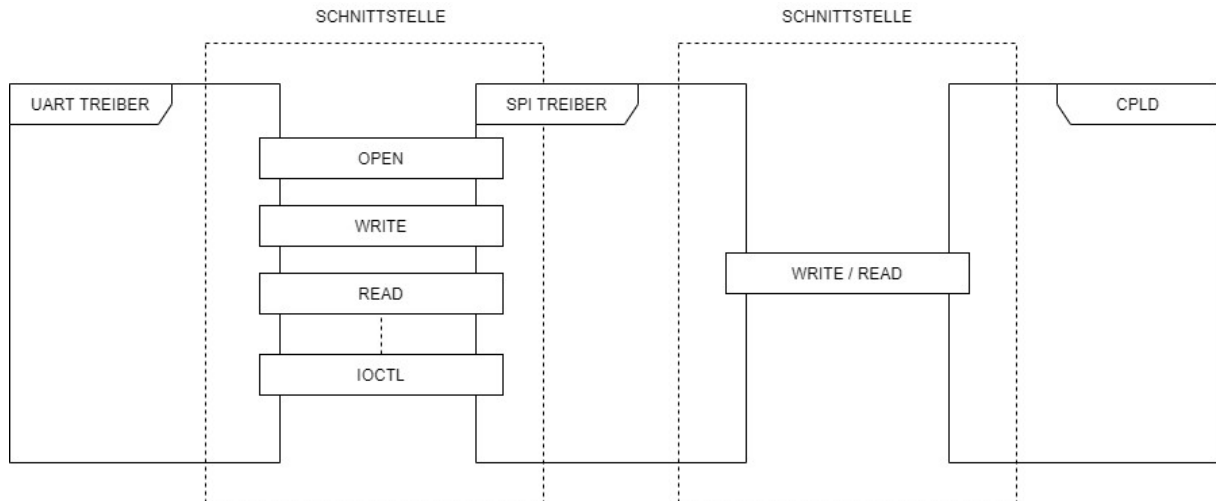 SCHNITTSTELLE
SCHNITTSTELLE
UART TREIBER
SPI TREIBER
CPLD
OPEN
WRITE
WRITE / READ
READ
IOCTL